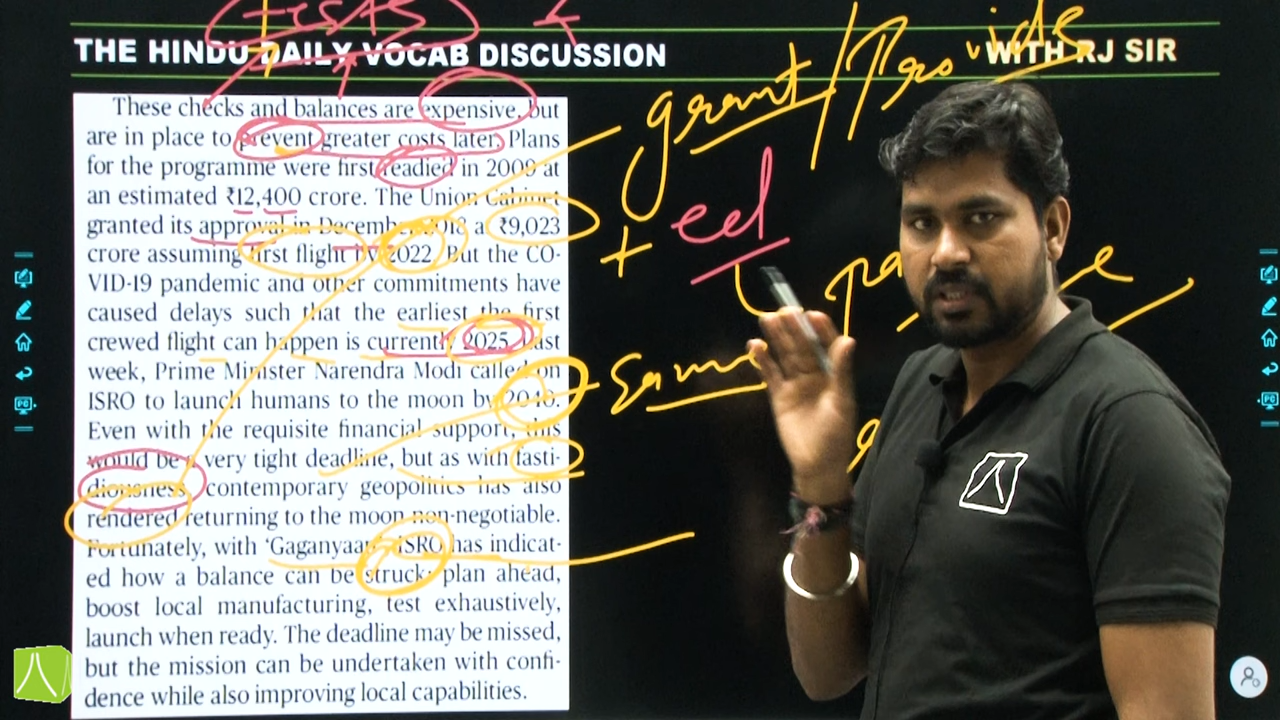 tests
THE HINDU DAILY VOCAB DISCUSSION
WITH RJ SIR
These checks and balances are expensive, but
are in place to prevent greater costs later. Plans
for the programme were first readied in 2009 at
an estimated ₹12,400 crore. The Union Cabinet
granted its approval in December 2018 at ₹9,023
crore assuming first flight by 2022. But the CO-
VID-19 pandemic and other commitments have
caused delays such that the earliest the first
crewed flight can happen is currently 2025. Last
week, Prime Minister Narendra Modi called on
ISRO to launch humans to the moon by 2040.
Even with the requisite financial support, this
would be a very tight deadline, but as with fasti-
diousness, contemporary geopolitics has also
rendered returning to the moon non-negotiable.
Fortunately, with ‘Gaganyaan’, ISRO has indicat-
ed how a balance can be struck: plan ahead,
boost local manufacturing, test exhaustively,
launch when ready. The deadline may be missed,
but the mission can be undertaken with confi-
dence while also improving local capabilities.
grant/Provide
+ ed
PC
PC